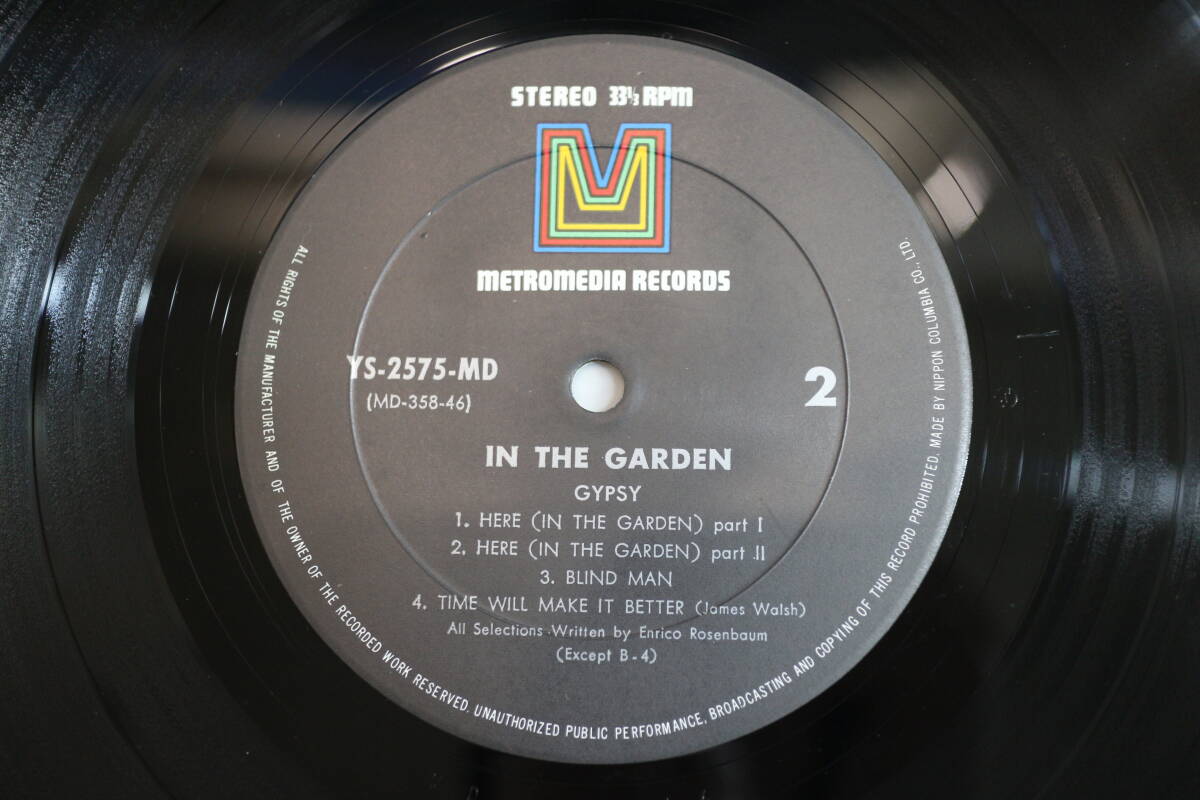 STEREO 33⅓ RPM
METROMEDIA RECORDS
YS-2575-MD
(MD-358-46)
2
IN THE GARDEN
GYPSY
1. HERE (IN THE GARDEN) part I
2. HERE (IN THE GARDEN) part II
3. BLIND MAN
4. TIME WILL MAKE IT BETTER (James Walsh)
All Selections Written by Enrico Rosenbaum
(Except B-4)
ALL RIGHTS OF THE MANUFACTURER AND OF THE OWNER OF THE RECORDED WORK RESERVED. UNAUTHORIZED PUBLIC PERFORMANCE, BROADCASTING AND COPYING OF THIS RECORD PROHIBITED. MADE BY NIPPON COLUMBIA CO., LTD.